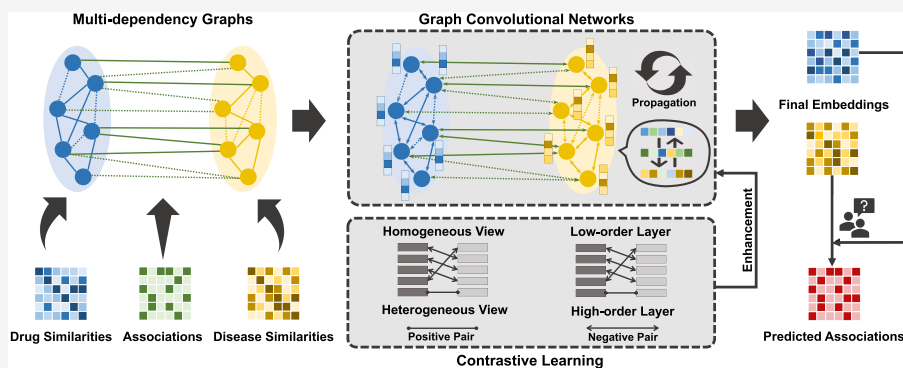 Multi-dependency Graphs
Graph Convolutional Networks
Propagation
Final Embeddings
?
Homogeneous View
Low-order Layer
Heterogeneous View
High-order Layer
Positive Pair
Negative Pair
Enhancement
Drug Similarities
Associations
Disease Similarities
Contrastive Learning
Predicted Associations